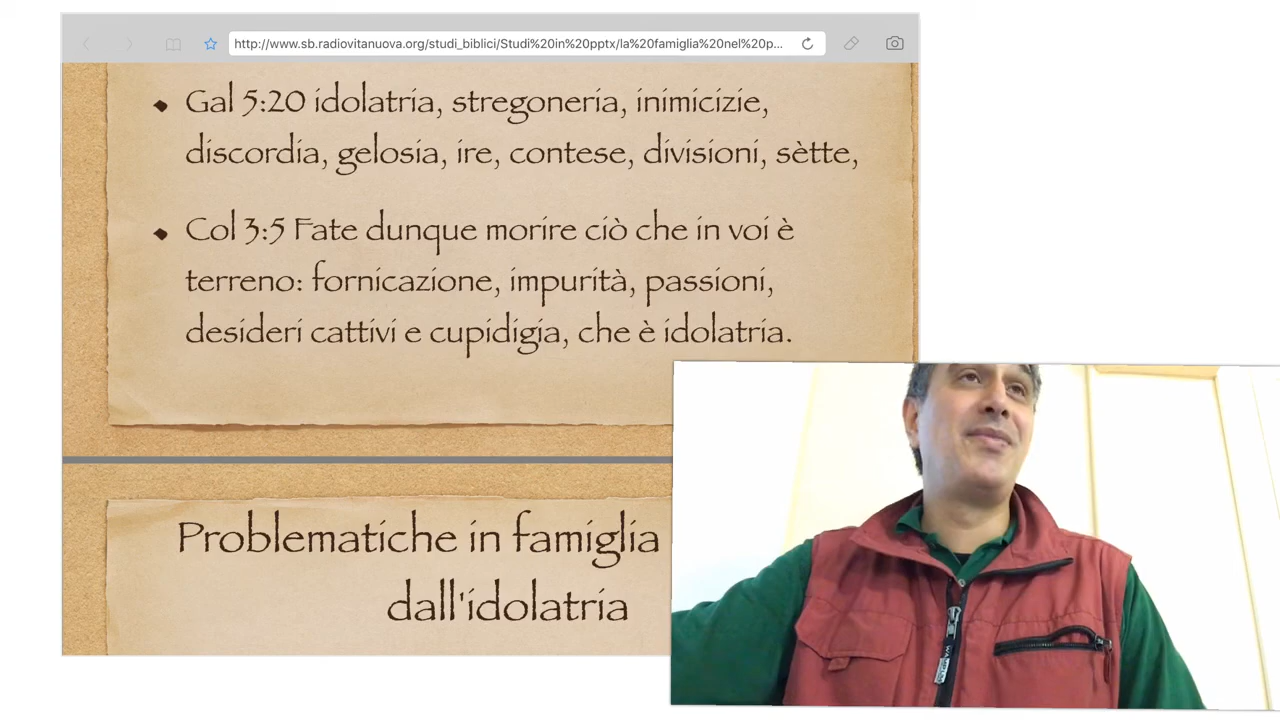 http://www.sb.radiovitanuova.org/studi_biblici/Studi%20in%20pptx/la%20famiglia%20nel%20p...
Gal 5:20 idolatria, stregoneria, inimicizie,
discordia, gelosia, ire, contese, divisioni, sètte,
Col 3:5 Fate dunque morire ciò che in voi è
terreno: fornicazione, impurità, passioni,
desideri cattivi e cupidigia, che è idolatria.
Problematiche in famiglia
dall'idolatria